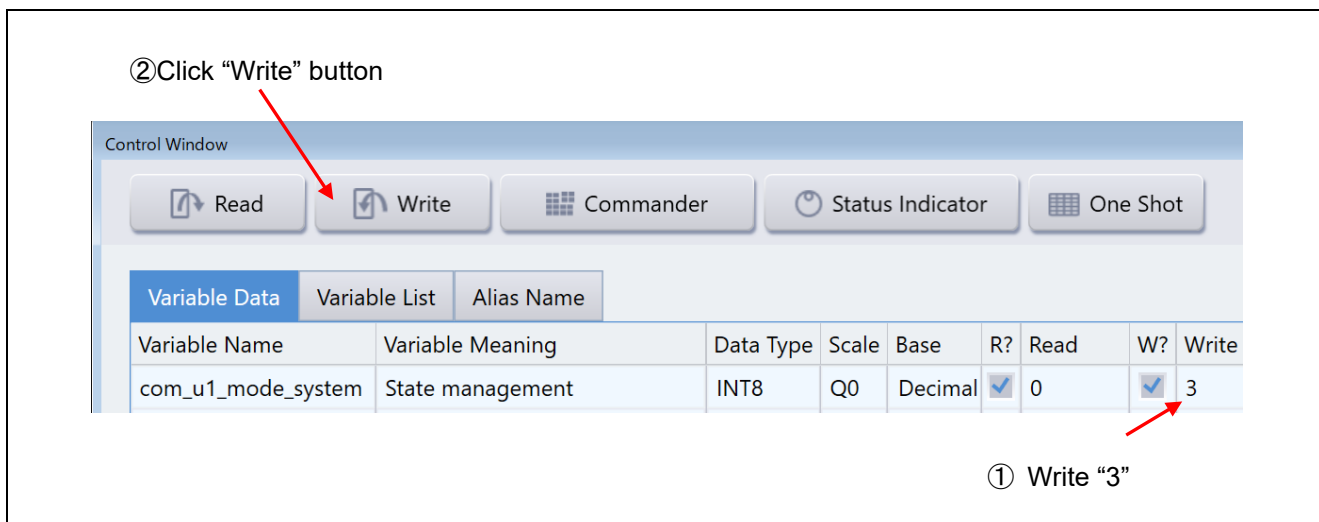 ②Click “Write” button
Control Window
Read Write Commander Status Indicator One Shot
Variable Data Variable List Alias Name
Variable Name Variable Meaning Data Type Scale Base R? Read W? Write
com_u1_mode_system State management INT8 Q0 Decimal 0 3
① Write “3”